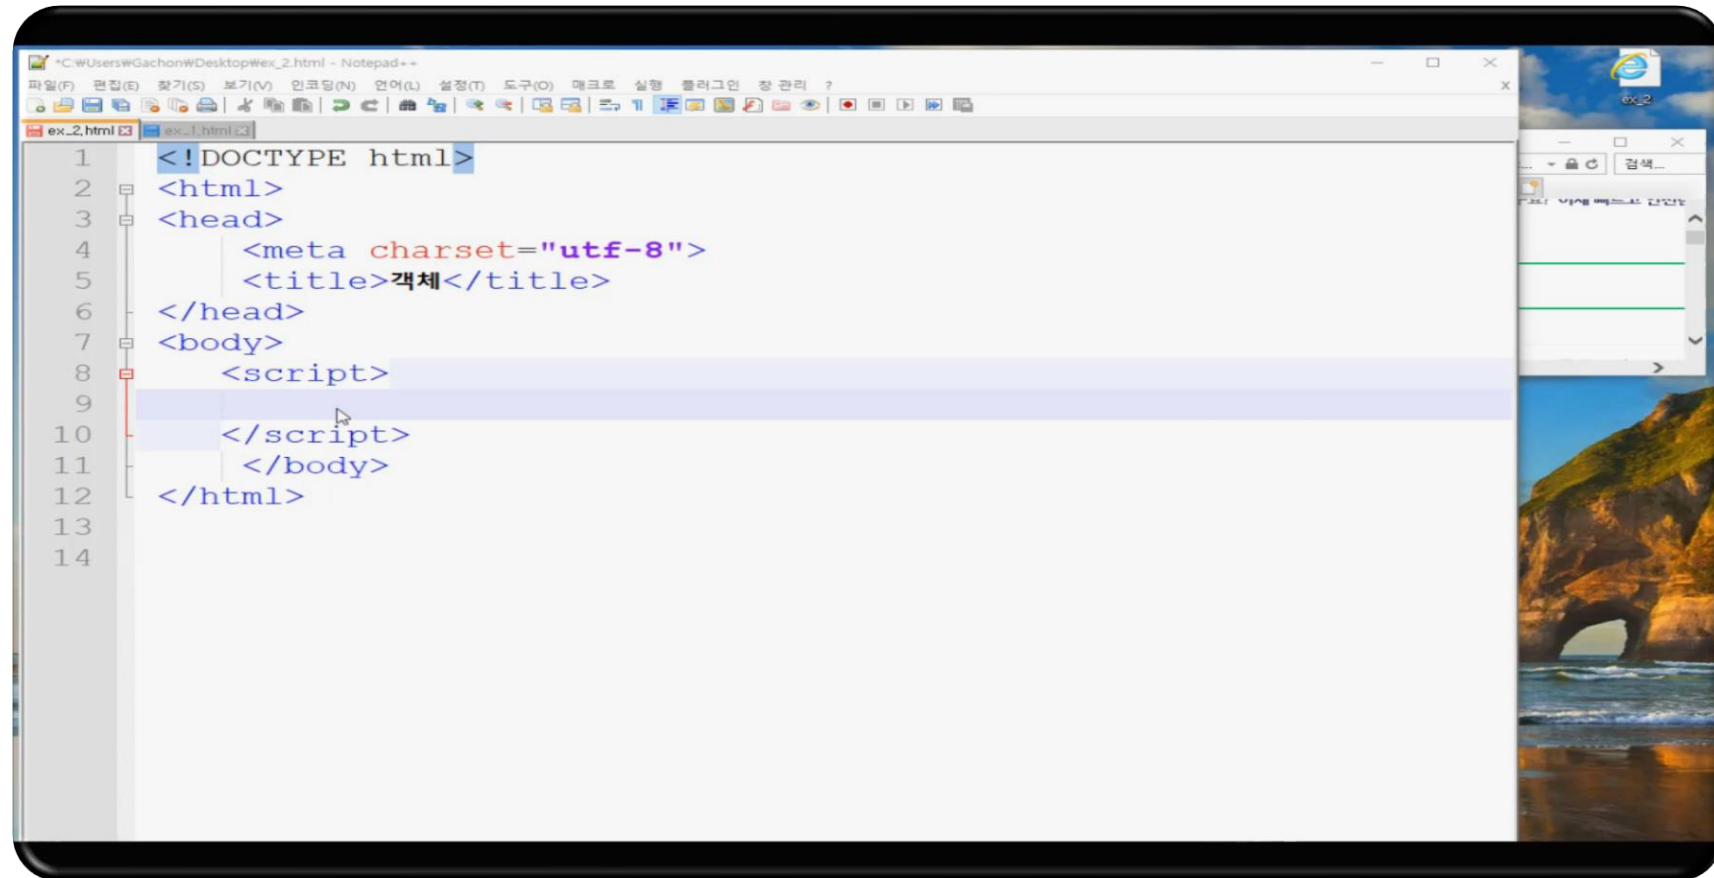 *C:₩Users₩Gachon₩Desktop₩ex_2.html - Notepad++
파일(F) 편집(E) 찾기(S) 보기(V) 인코딩(N) 언어(L) 설정(T) 도구(O) 매크로 실행 플러그인 창 관리 ? X
ex_2.html ex_1.html
1 <!DOCTYPE html>
2 <html>
3 <head>
4 <meta charset="utf-8">
5 <title>객체</title>
6 </head>
7 <body>
8 <script>
9
10 </script>
11 </body>
12 </html>
13
14
ex_2
검색...